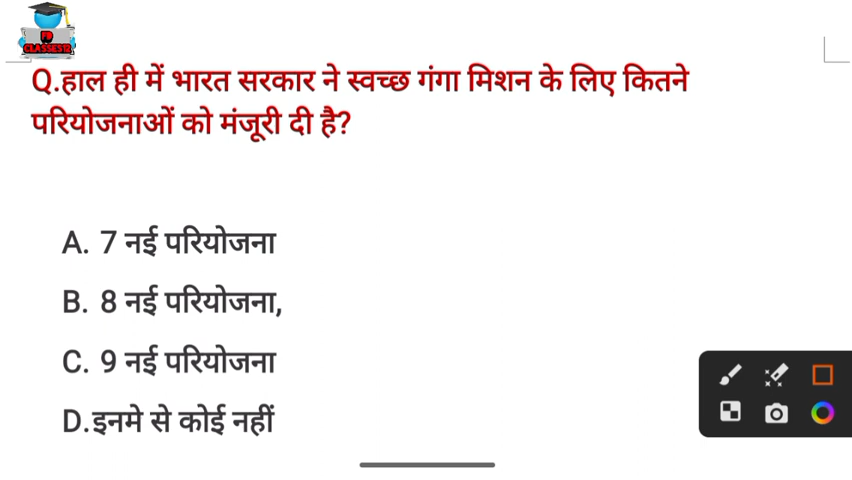 FD
CLASSES12
Q.हाल ही में भारत सरकार ने स्वच्छ गंगा मिशन के लिए कितने
परियोजनाओं को मंजूरी दी है?
A. 7 नई परियोजना
B. 8 नई परियोजना,
C. 9 नई परियोजना
D.इनमे से कोई नहीं